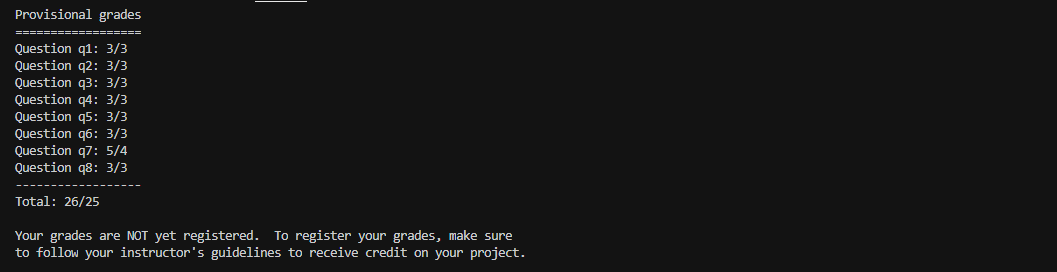 Provisional grades
==================
Question q1: 3/3
Question q2: 3/3
Question q3: 3/3
Question q4: 3/3
Question q5: 3/3
Question q6: 3/3
Question q7: 5/4
Question q8: 3/3
------------------
Total: 26/25
Your grades are NOT yet registered.  To register your grades, make sure
to follow your instructor's guidelines to receive credit on your project.